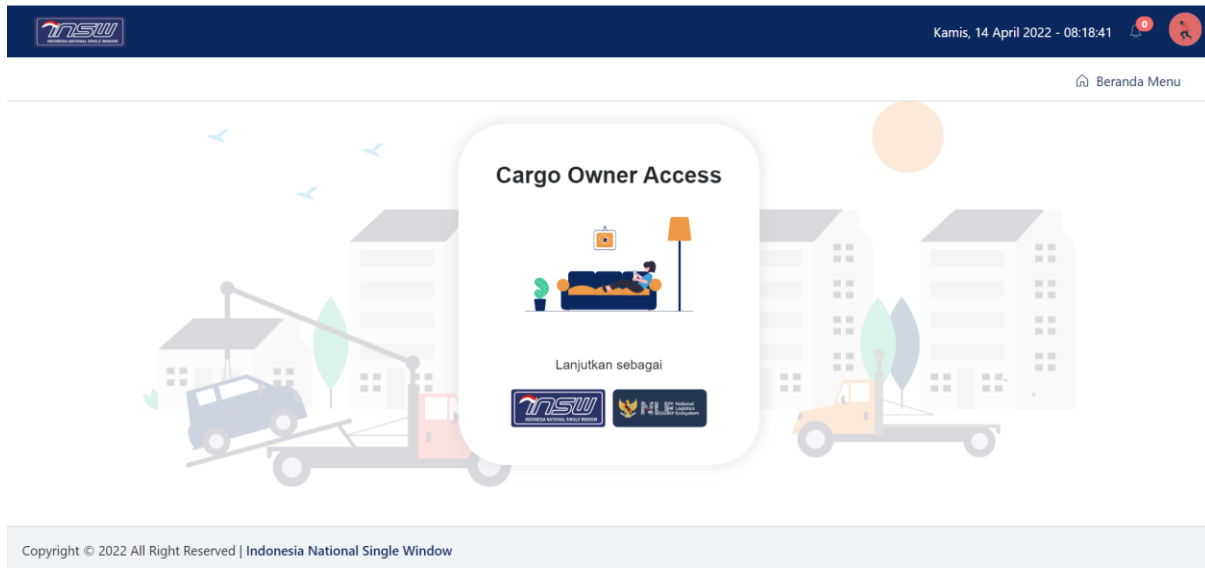 INSW
INDONESIA NATIONAL SINGLE WINDOW
Kamis, 14 April 2022 - 08:18:41
0
Beranda Menu
Cargo Owner Access
Lanjutkan sebagai
INSW
INDONESIA NATIONAL SINGLE WINDOW
NLE National Logistics Ecosystem
Copyright © 2022 All Right Reserved | Indonesia National Single Window